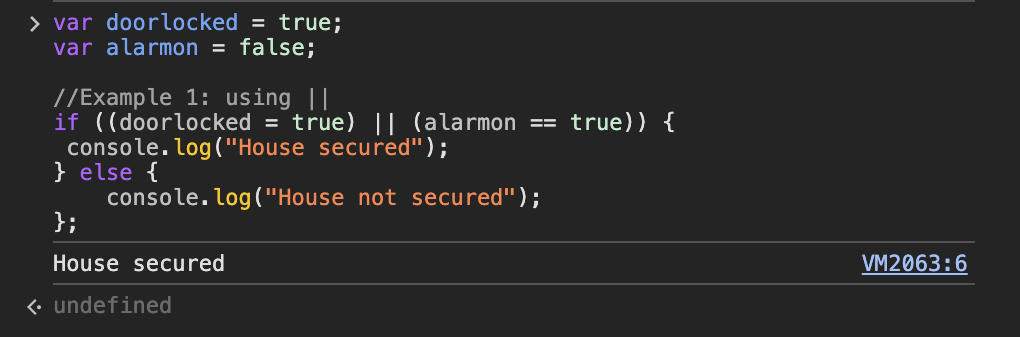 var doorlocked = true;
var alarmon = false;

//Example 1: using ||
if ((doorlocked = true) || (alarmon == true)) {
 console.log("House secured");
} else {
    console.log("House not secured");
};
House secured VM2063:6
undefined